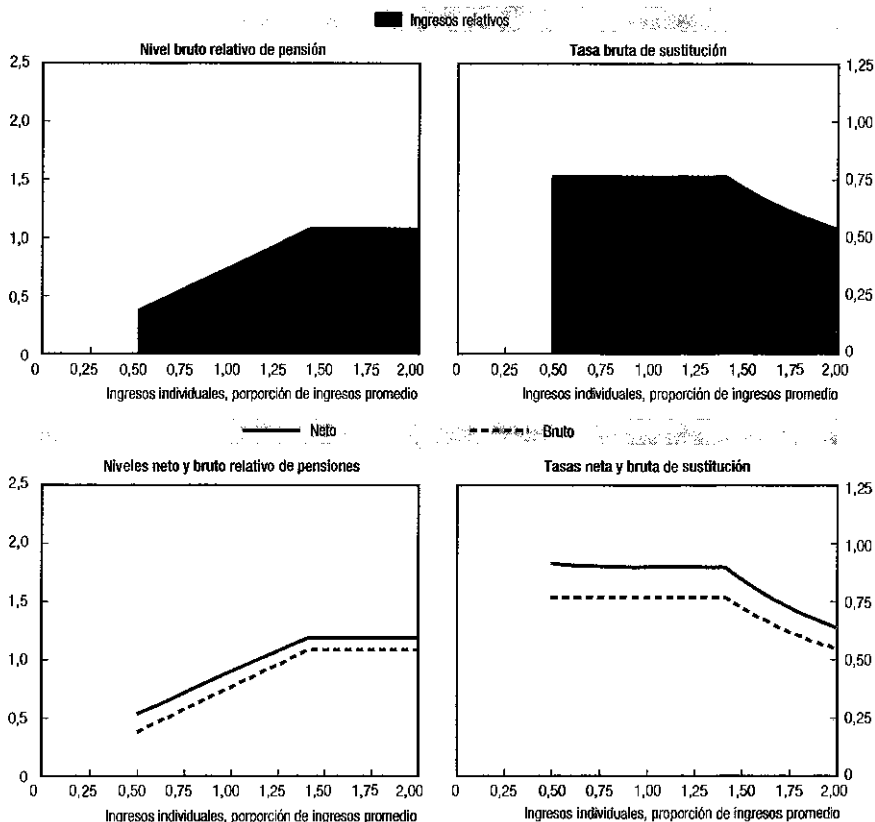 Ingresos relativos
Nivel bruto relativo de pensión
2,5
2,0
1,5
1,0
0,5
0
0 0,25 0,50 0,75 1,00 1,25 1,50 1,75 2,00
Ingresos individuales, porporción de ingresos promedio
Tasa bruta de sustitución
1,25
1,00
0,75
0,50
0,25
0
0 0,25 0,50 0,75 1,00 1,25 1,50 1,75 2,00
Ingresos individuales, proporción de ingresos promedio
Neto Bruto
Niveles neto y bruto relativo de pensiones
2,5
2,0
1,5
1,0
0,5
0
0 0,25 0,50 0,75 1,00 1,25 1,50 1,75 2,00
Ingresos individuales, porporción de ingresos promedio
Tasas neta y bruta de sustitución
1,25
1,00
0,75
0,50
0,25
0
0 0,25 0,50 0,75 1,00 1,25 1,50 1,75 2,00
Ingresos individuales, proporción de ingresos promedio